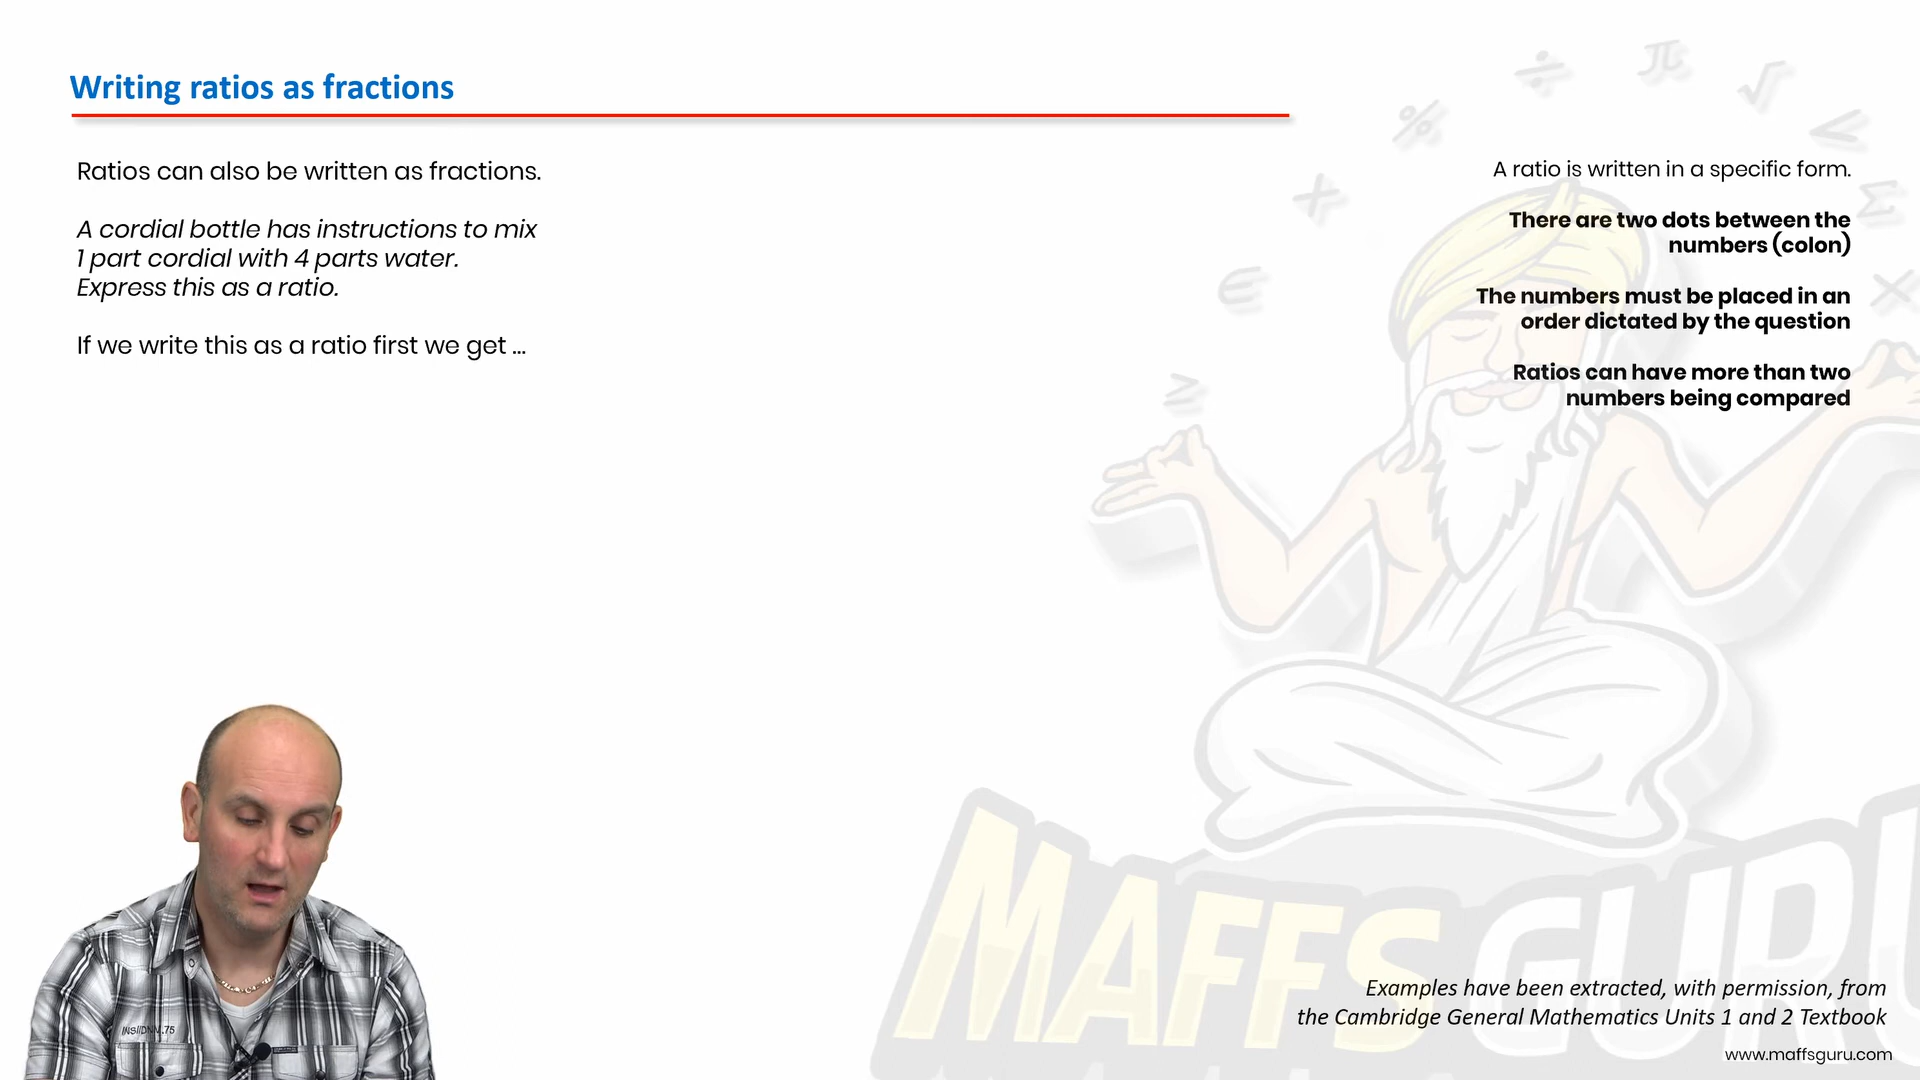 Writing ratios as fractions
Ratios can also be written as fractions.
A cordial bottle has instructions to mix
1 part cordial with 4 parts water.
Express this as a ratio.
If we write this as a ratio first we get ...
A ratio is written in a specific form.
There are two dots between the
numbers (colon)
The numbers must be placed in an
order dictated by the question
Ratios can have more than two
numbers being compared
÷
π
√
%
<
+
Σ
∈
×
≥
MAFFSGURU
Examples have been extracted, with permission, from
the Cambridge General Mathematics Units 1 and 2 Textbook
www.maffsguru.com